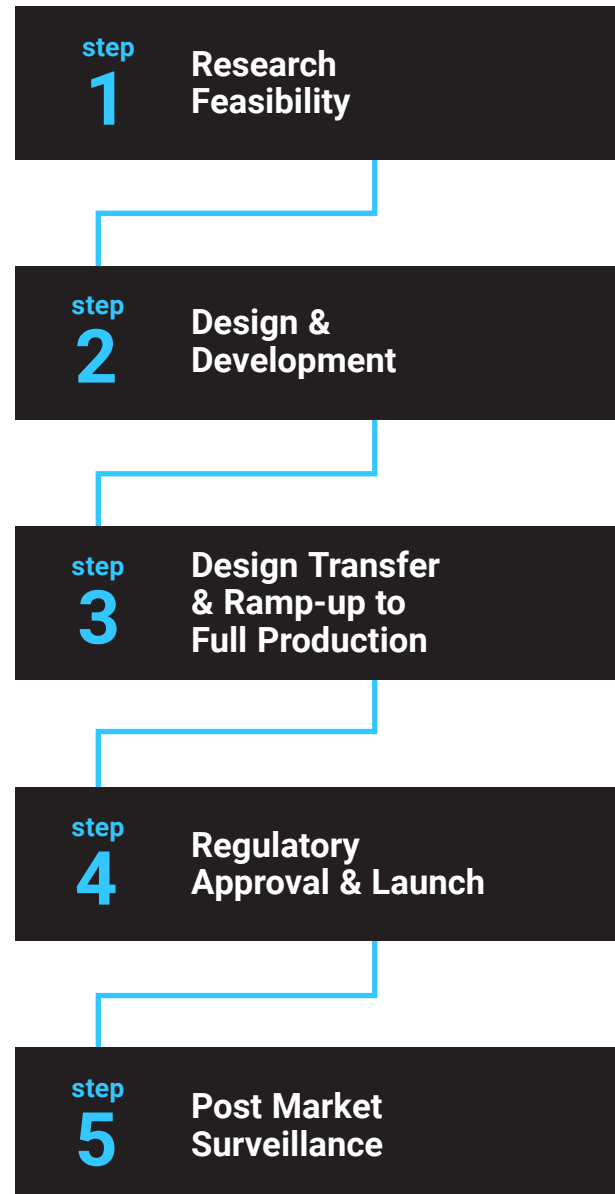 step
1
Research
Feasibility
step
2
Design &
Development
step
3
Design Transfer
& Ramp-up to
Full Production
step
4
Regulatory
Approval & Launch
step
5
Post Market
Surveillance